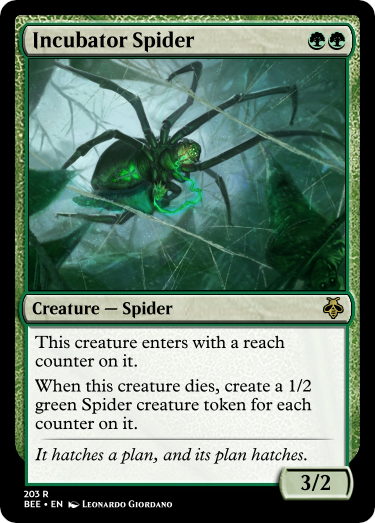 Incubator Spider
Creature — Spider
This creature enters with a reach
counter on it.
When this creature dies, create a 1/2
green Spider creature token for each
counter on it.
It hatches a plan, and its plan hatches.
3/2
203 R
BEE • EN Leonardo Giordano